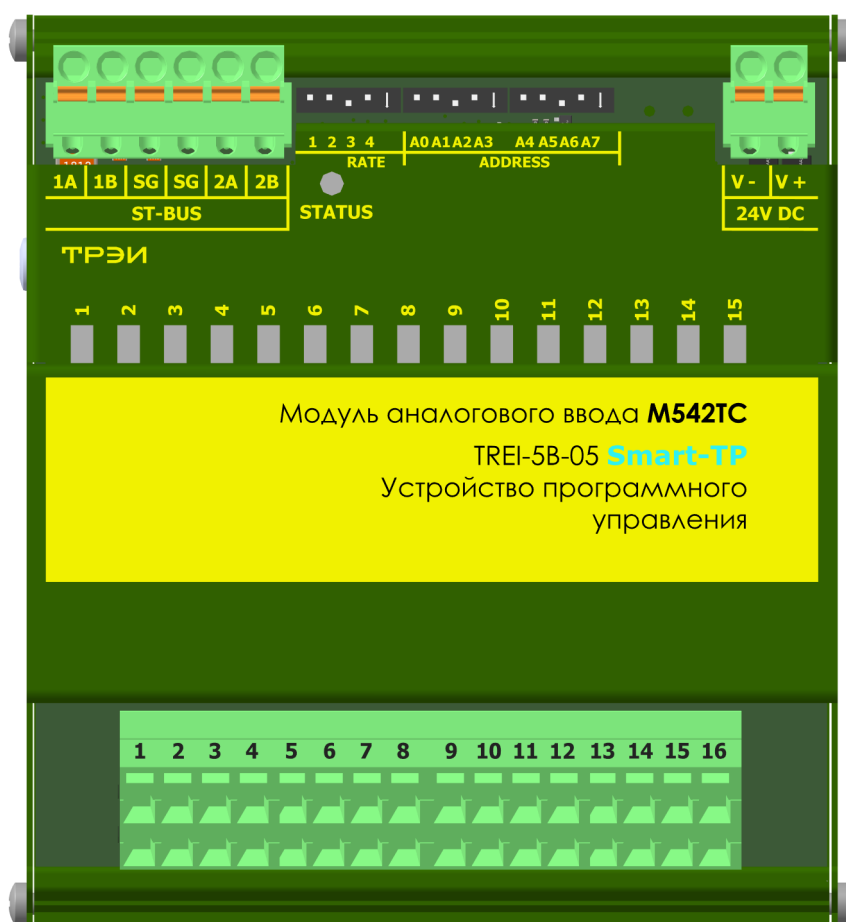 1 2 3 4 A0 A1 A2 A3 A4 A5 A6 A7
RATE ADDRESS
1A 1B SG SG 2A 2B V - V +
ST-BUS STATUS 24V DC
ТРЭИ
1 2 3 4 5 6 7 8 9 10 11 12 13 14 15
Модуль аналогового ввода M542TC
TREI-5B-05 Smart-TP
Устройство программного
управления
1 2 3 4 5 6 7 8 9 10 11 12 13 14 15 16